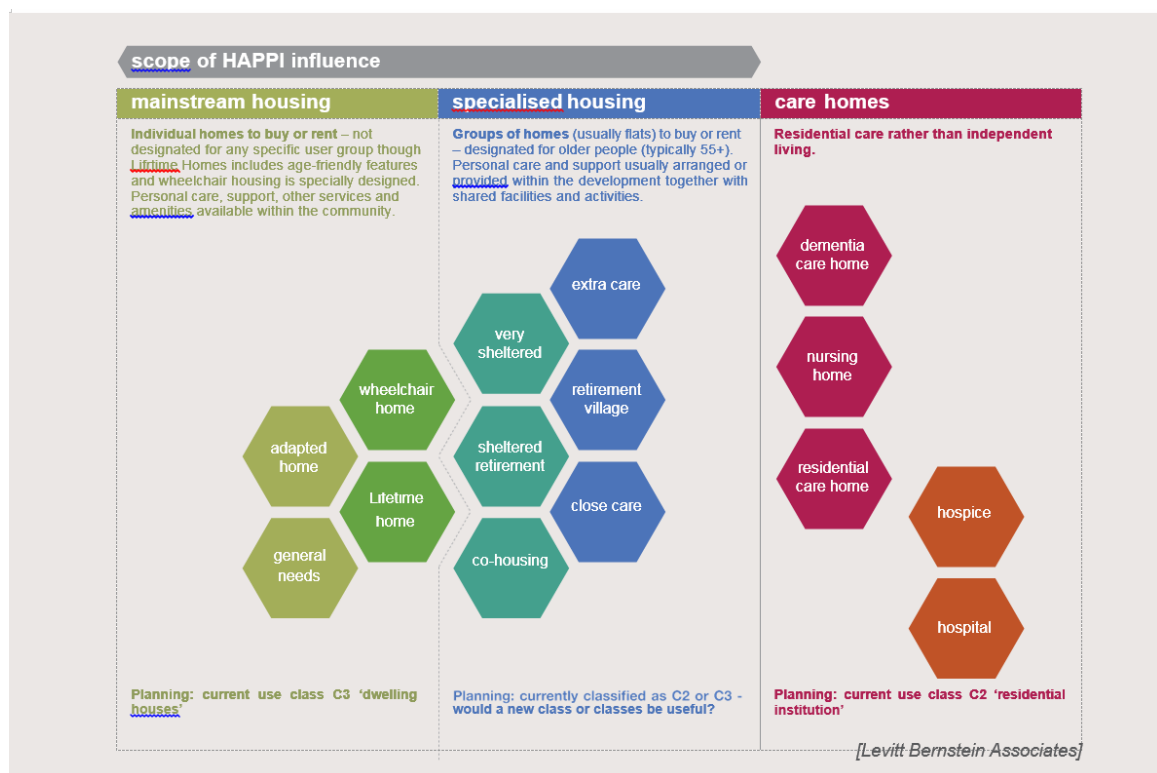 scope of HAPPI influence
mainstream housing
Individual homes to buy or rent – not
designated for any specific user group though
Lifetime Homes includes age-friendly features
and wheelchair housing is specially designed.
Personal care, support, other services and
amenities available within the community.
wheelchair
home
adapted
home
Lifetime
home
general
needs
Planning: current use class C3 ‘dwelling
houses’
specialised housing
Groups of homes (usually flats) to buy or rent
– designated for older people (typically 55+).
Personal care and support usually arranged or
provided within the development together with
shared facilities and activities.
extra care
very
sheltered
retirement
village
sheltered
retirement
close care
co-housing
Planning: currently classified as C2 or C3 -
would a new class or classes be useful?
care homes
Residential care rather than independent
living.
dementia
care home
nursing
home
residential
care home
hospice
hospital
Planning: current use class C2 ‘residential
institution’
[Levitt Bernstein Associates]